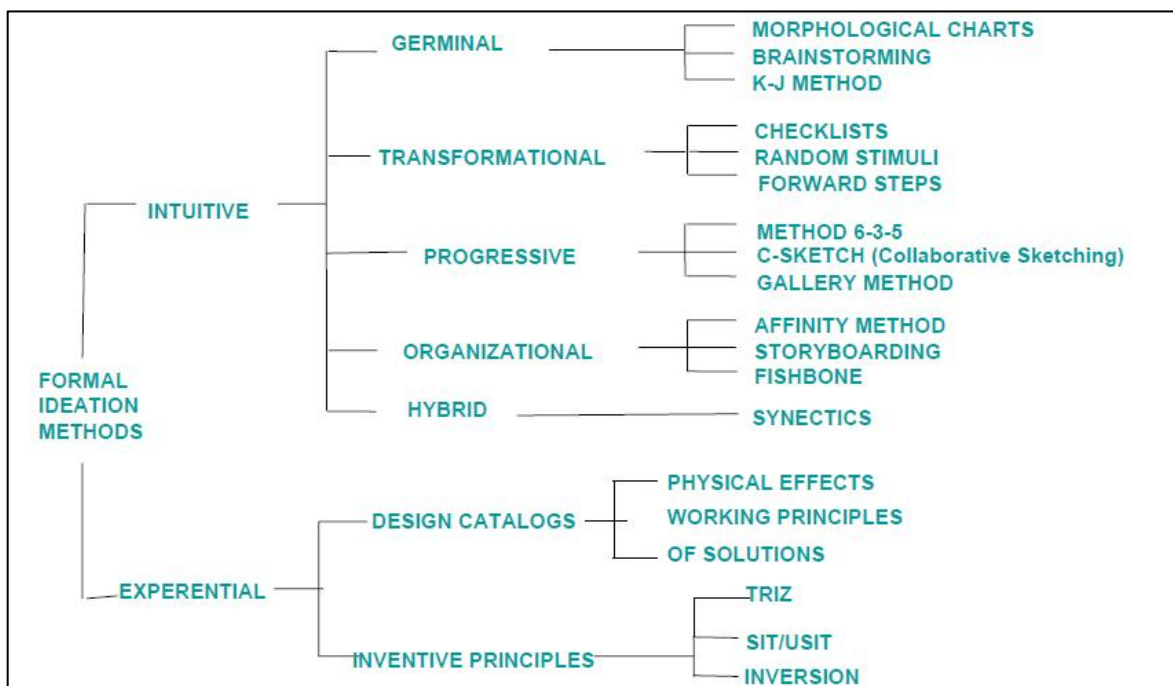 FORMAL
IDEATION
METHODS
INTUITIVE
GERMINAL
MORPHOLOGICAL CHARTS
BRAINSTORMING
K-J METHOD
TRANSFORMATIONAL
CHECKLISTS
RANDOM STIMULI
FORWARD STEPS
PROGRESSIVE
METHOD 6-3-5
C-SKETCH (Collaborative Sketching)
GALLERY METHOD
ORGANIZATIONAL
AFFINITY METHOD
STORYBOARDING
FISHBONE
HYBRID
SYNECTICS
EXPERENTIAL
DESIGN CATALOGS
PHYSICAL EFFECTS
WORKING PRINCIPLES
OF SOLUTIONS
INVENTIVE PRINCIPLES
TRIZ
SIT/USIT
INVERSION